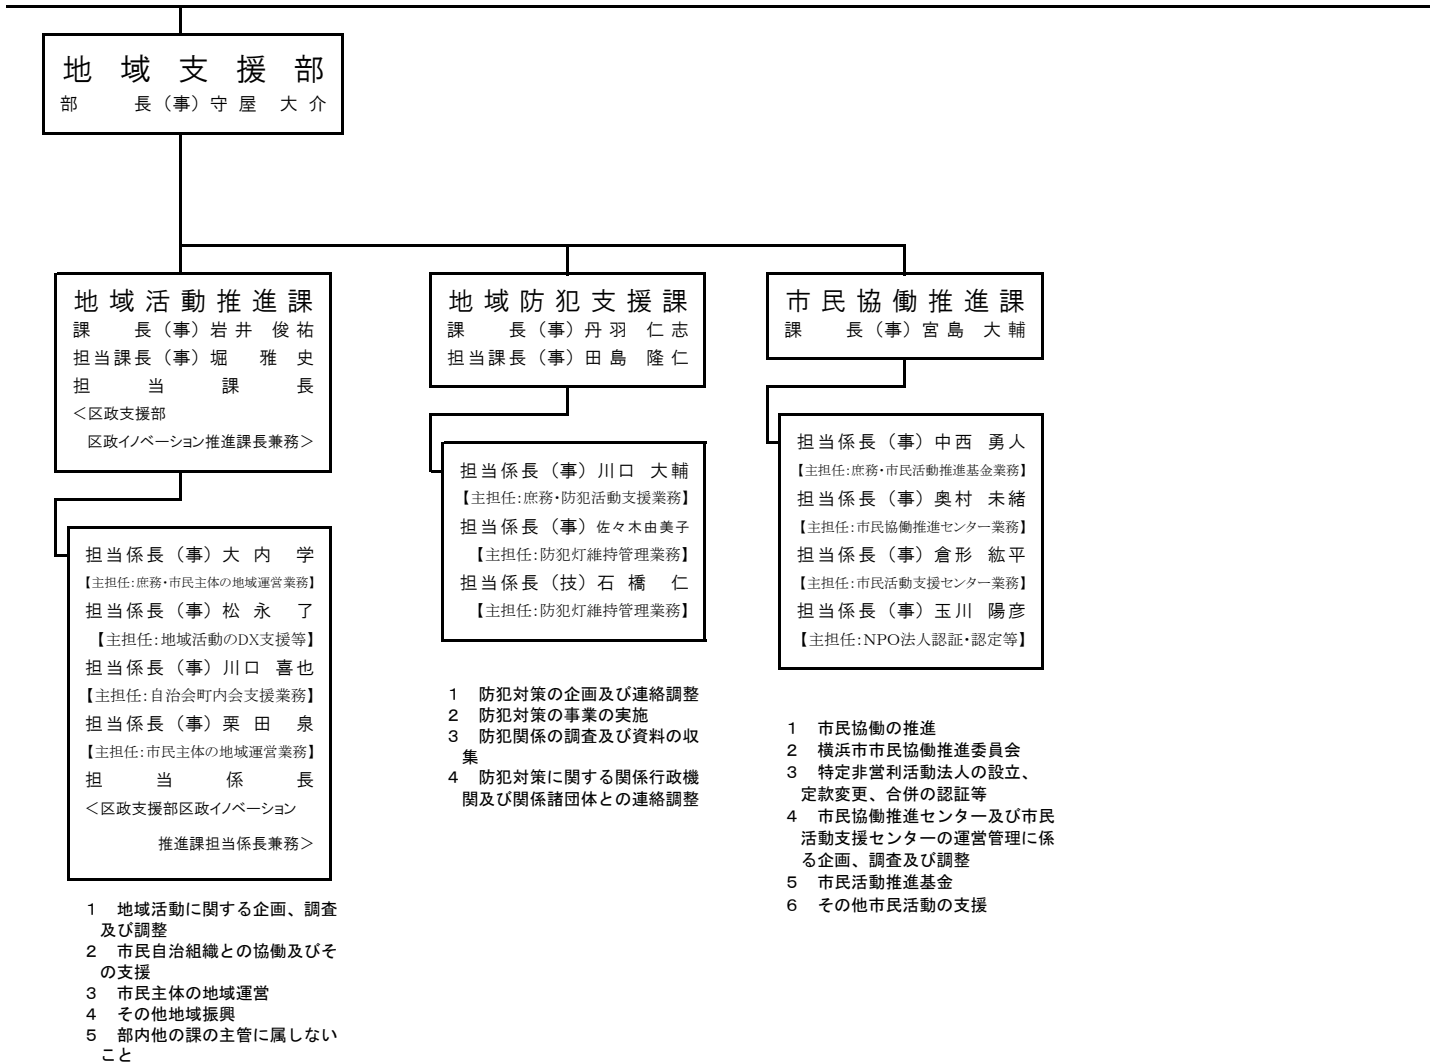 地域支援部
部長（事）守屋 大介
地域活動推進課
課長（事）岩井 俊祐
担当課長（事）堀 雅史
担当課長
＜区政支援部
区政イノベーション推進課長兼務＞
担当係長（事）大内 学
【主担任:庶務・市民主体の地域運営業務】
担当係長（事）松永 了
【主担任:地域活動のDX支援等】
担当係長（事）川口 喜也
【主担任:自治会町内会支援業務】
担当係長（事）栗田 泉
【主担任:市民主体の地域運営業務】
担当係長
＜区政支援部区政イノベーション
推進課担当係長兼務＞
1 地域活動に関する企画、調査
及び調整
2 市民自治組織との協働及びそ
の支援
3 市民主体の地域運営
4 その他地域振興
5 部内他の課の主管に属しない
こと
地域防犯支援課
課長（事）丹羽 仁志
担当課長（事）田島 隆仁
担当係長（事）川口 大輔
【主担任:庶務・防犯活動支援業務】
担当係長（事）佐々木由美子
【主担任:防犯灯維持管理業務】
担当係長（技）石橋 仁
【主担任:防犯灯維持管理業務】
1 防犯対策の企画及び連絡調整
2 防犯対策の事業の実施
3 防犯関係の調査及び資料の収
集
4 防犯対策に関する関係行政機
関及び関係諸団体との連絡調整
市民協働推進課
課長（事）宮島 大輔
担当係長（事）中西 勇人
【主担任:庶務・市民活動推進基金業務】
担当係長（事）奥村 未緒
【主担任:市民協働推進センター業務】
担当係長（事）倉形 紘平
【主担任:市民活動支援センター業務】
担当係長（事）玉川 陽彦
【主担任:NPO法人認証・認定等】
1 市民協働の推進
2 横浜市市民協働推進委員会
3 特定非営利活動法人の設立、
定款変更、合併の認証等
4 市民協働推進センター及び市民
活動支援センターの運営管理に係
る企画、調査及び調整
5 市民活動推進基金
6 その他市民活動の支援